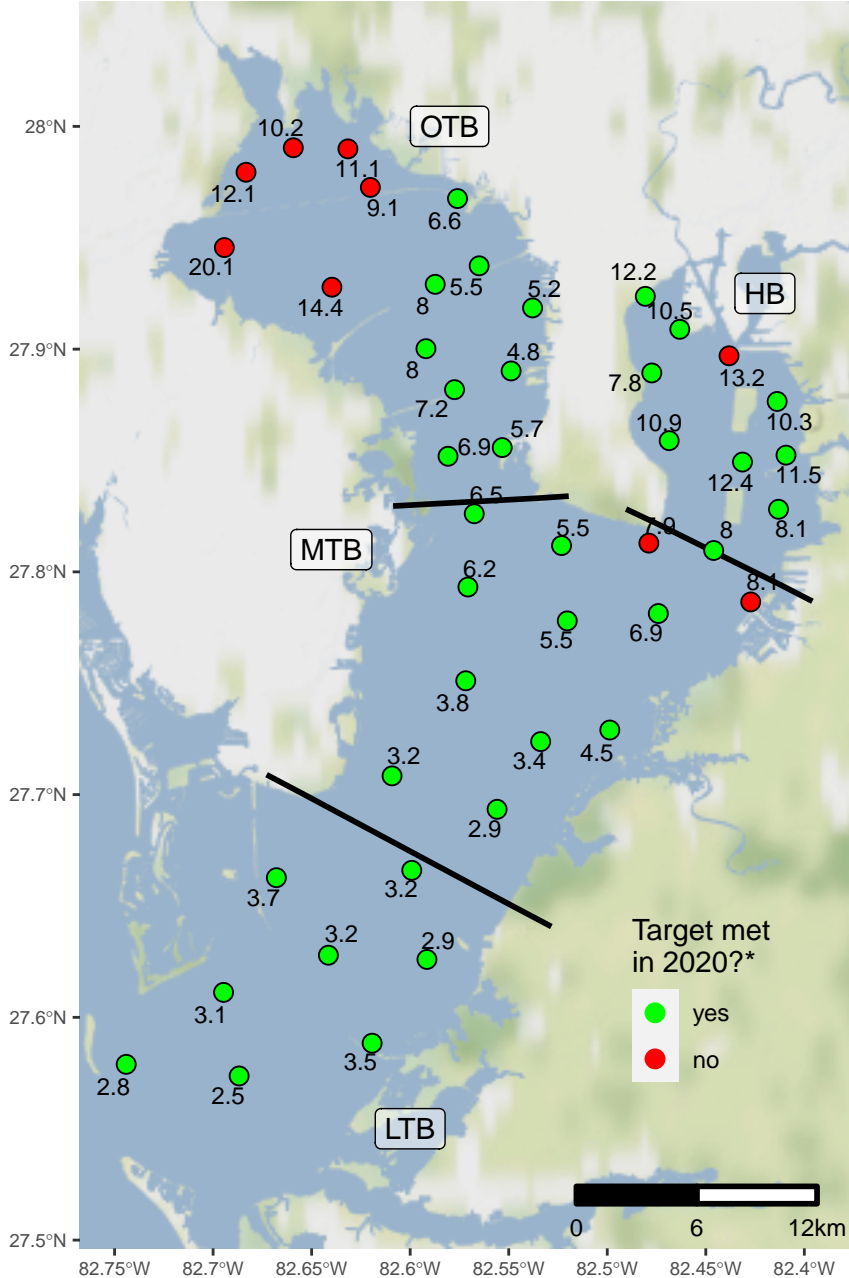 28°N
27.9°N
27.8°N
27.7°N
27.6°N
27.5°N
OTB
10.2
11.1
12.1
9.1
6.6
20.1
14.4
8
5.5
5.2
12.2
HB
10.5
8
4.8
7.8
13.2
7.2
10.9
10.3
6.9
5.7
12.4
11.5
6.5
MTB
5.5
7.9
8
8.1
6.2
8.1
5.5
6.9
3.8
3.2
3.4
4.5
2.9
3.7
3.2
3.2
2.9
Target met
in 2020?*
yes
no
3.1
3.5
2.8
2.5
LTB
0
6
12km
82.75°W
82.7°W
82.65°W
82.6°W
82.55°W
82.5°W
82.45°W
82.4°W